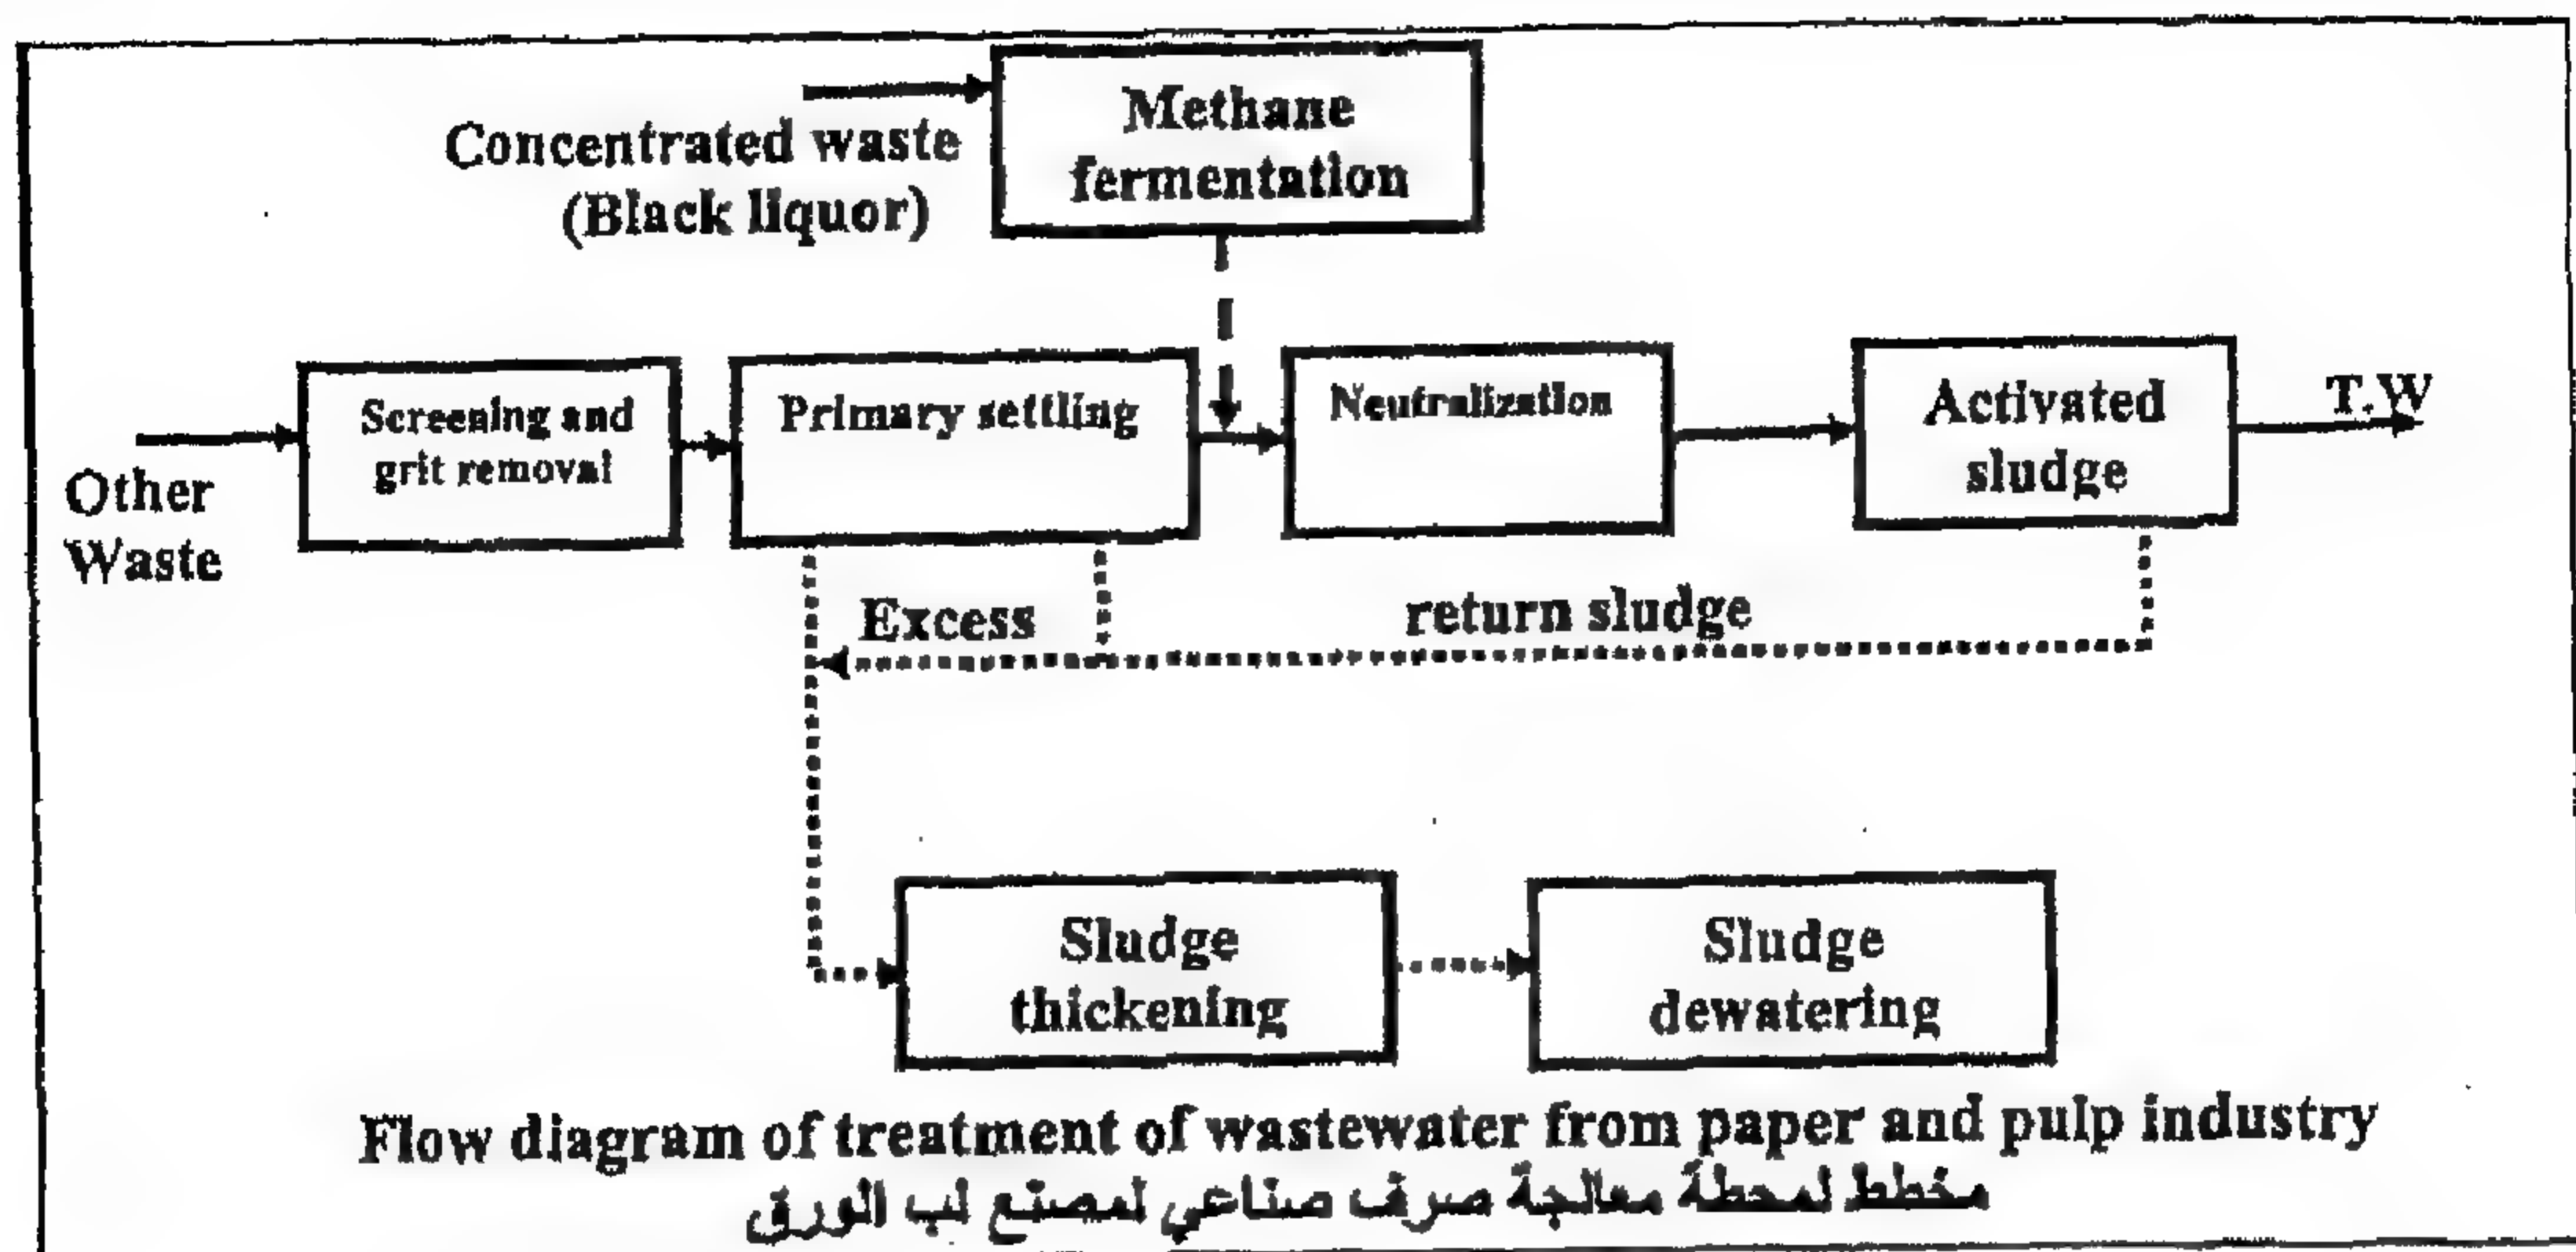 Methane
fermentation
Concentrated waste
(Black liquor)
Screening and
grit removal
Primary settling
Neutralization
Activated
sludge
T.W
Other
Waste
Excess
return sludge
Sludge
thickening
Sludge
dewatering
Flow diagram of treatment of wastewater from paper and pulp industry
مخطط لمحطة معالجة صرف صناعي لمصنع لب الورق